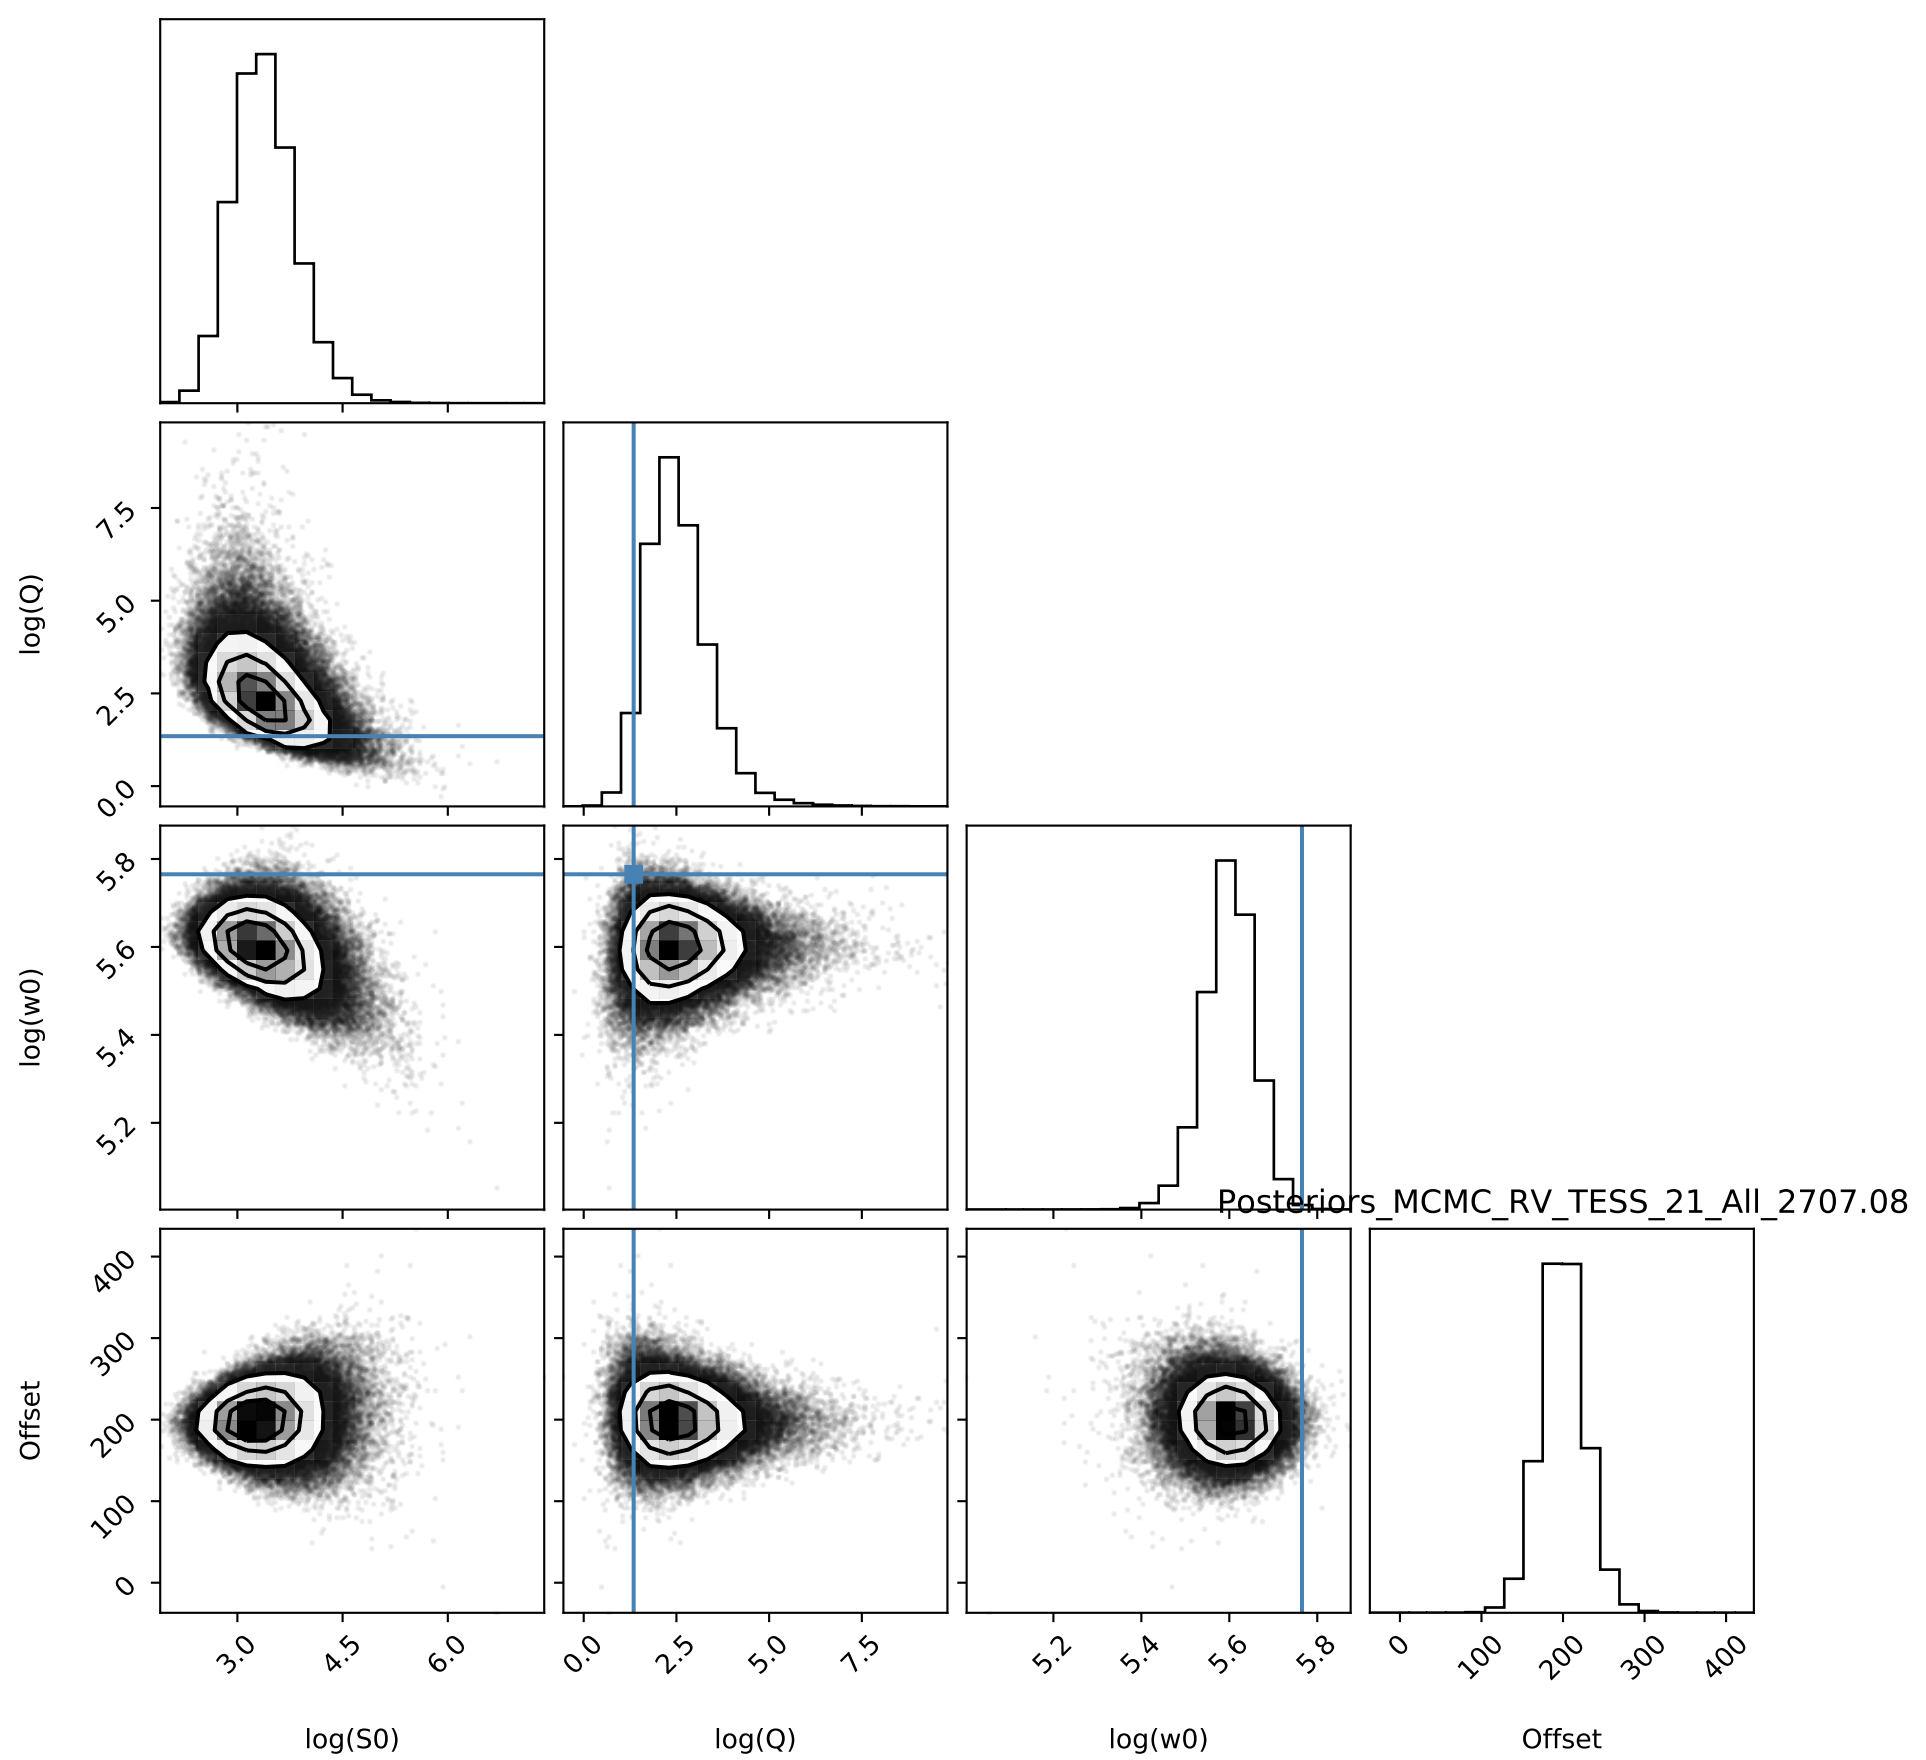 log(Q)
7.5
5.0
2.5
0.0
log(w0)
5.8
5.6
5.4
5.2
Posteriors_MCMC_RV_TESS_21_All_2707.08
Offset
400
300
200
100
0
3.0 4.5 6.0 0.0 2.5 5.0 7.5 5.2 5.4 5.6 5.8 0 100 200 300 400
log(S0) log(Q) log(w0) Offset